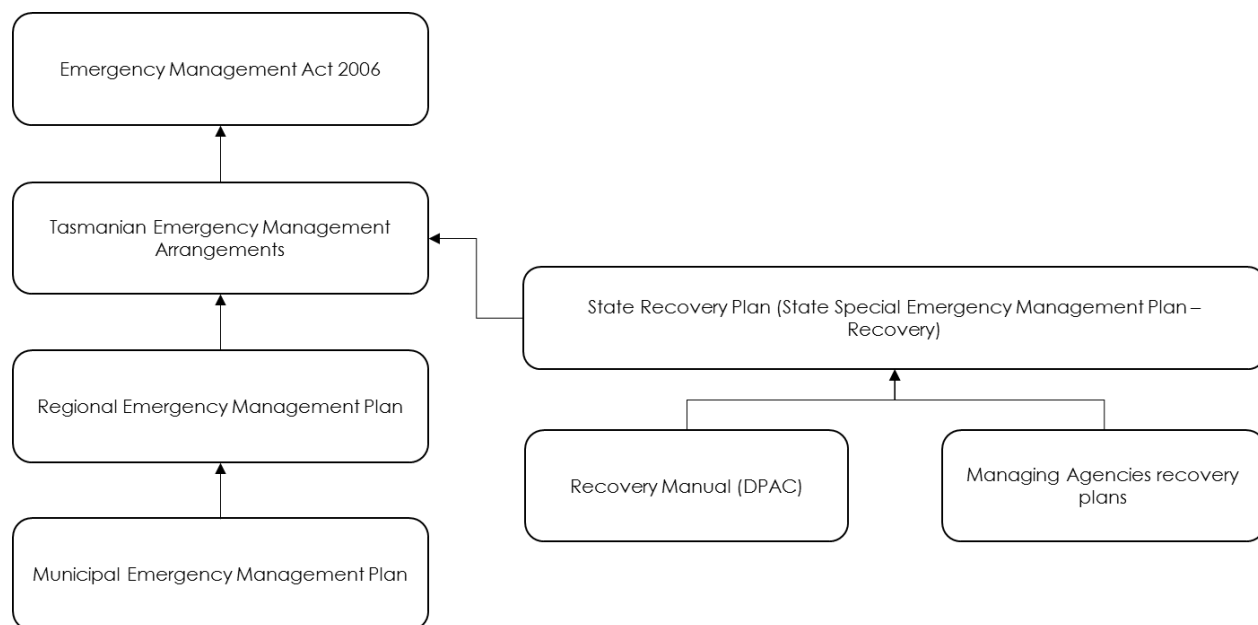 Emergency Management Act 2006
Tasmanian Emergency Management
Arrangements
State Recovery Plan (State Special Emergency Management Plan –
Recovery)
Regional Emergency Management Plan
Recovery Manual (DPAC)
Managing Agencies recovery
plans
Municipal Emergency Management Plan